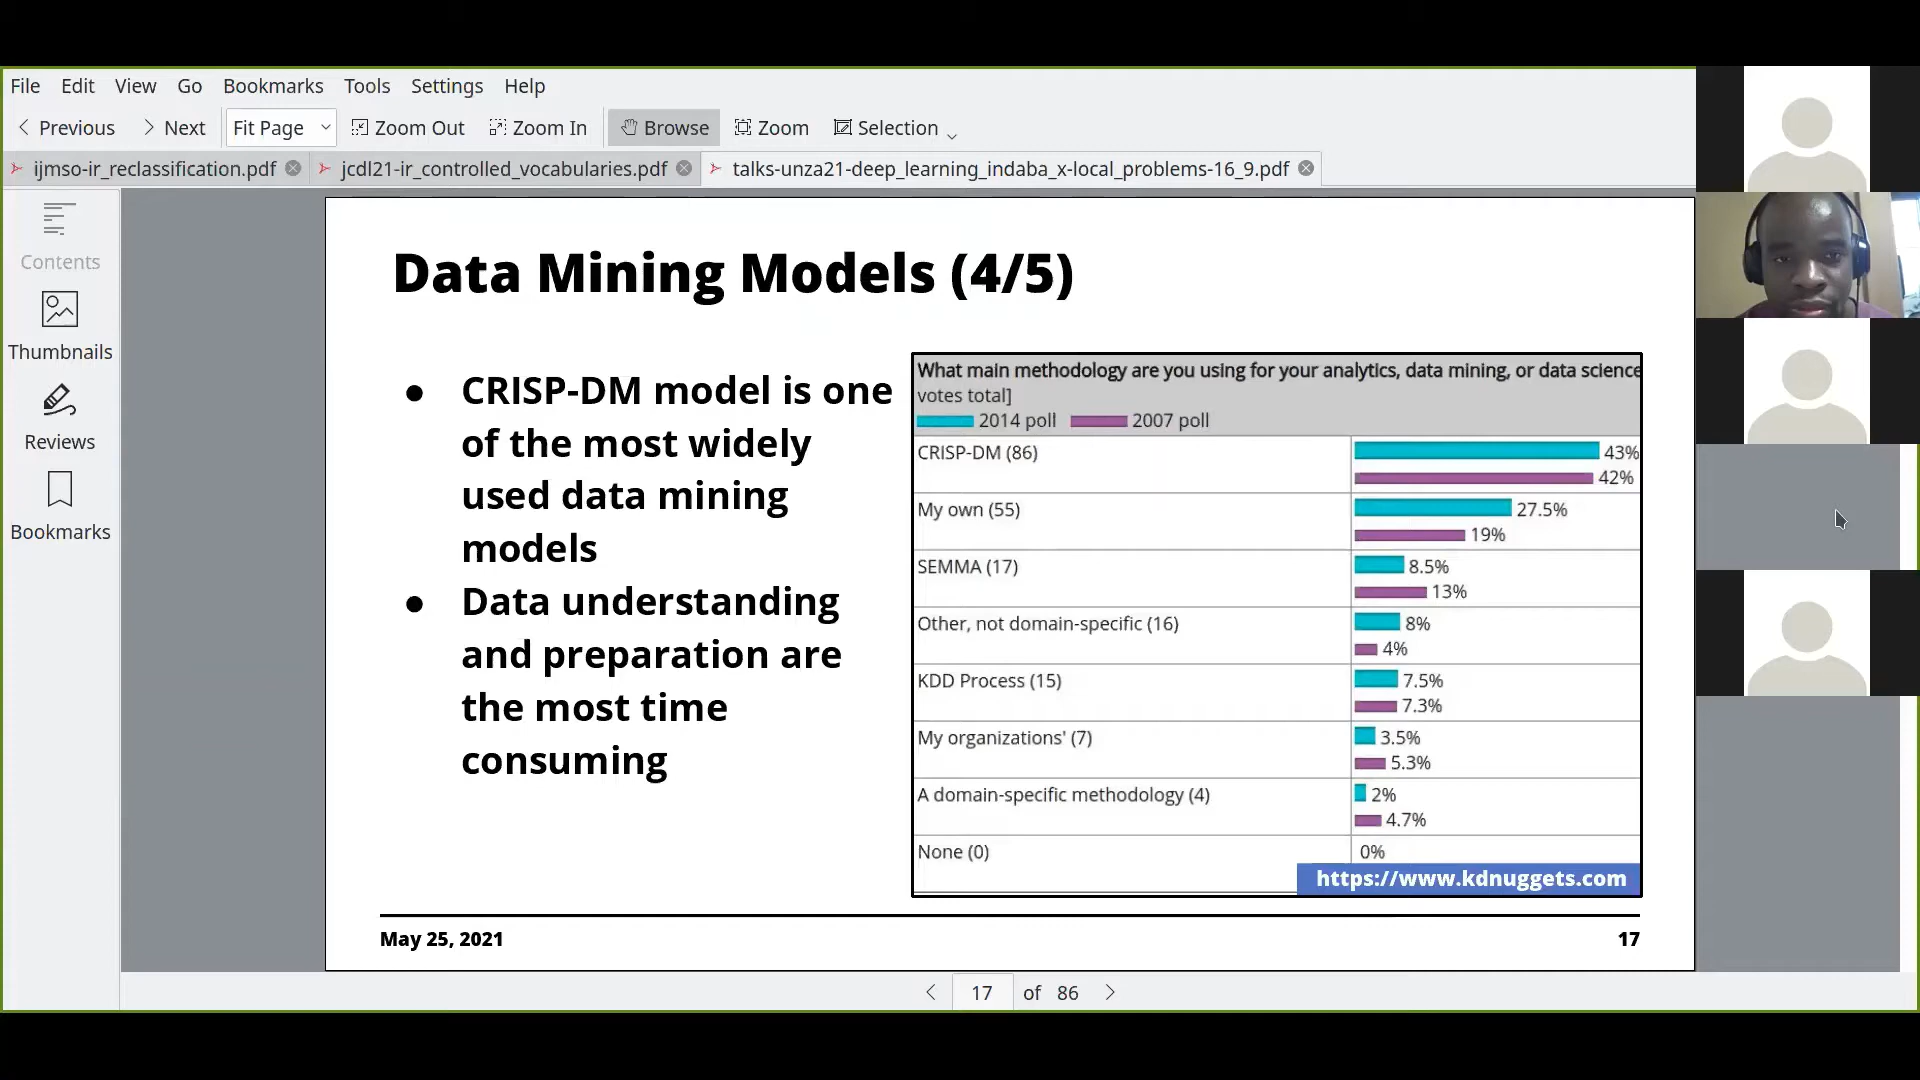 File Edit View Go Bookmarks Tools Settings Help
Previous Next Fit Page Zoom Out Zoom In Browse Zoom Selection
ijmso-ir_reclassification.pdf jcdl21-ir_controlled_vocabularies.pdf talks-unza21-deep_learning_indaba_x-local_problems-16_9.pdf
Contents
Thumbnails
Reviews
Bookmarks
Data Mining Models (4/5)
● CRISP-DM model is one
of the most widely
used data mining
models
● Data understanding
and preparation are
the most time
consuming
What main methodology are you using for your analytics, data mining, or data science
votes total]
2014 poll 2007 poll
CRISP-DM (86) 43%
42%
My own (55) 27.5%
19%
SEMMA (17) 8.5%
13%
Other, not domain-specific (16) 8%
4%
KDD Process (15) 7.5%
7.3%
My organizations' (7) 3.5%
5.3%
A domain-specific methodology (4) 2%
4.7%
None (0) 0%
https://www.kdnuggets.com
May 25, 2021 17
17 of 86